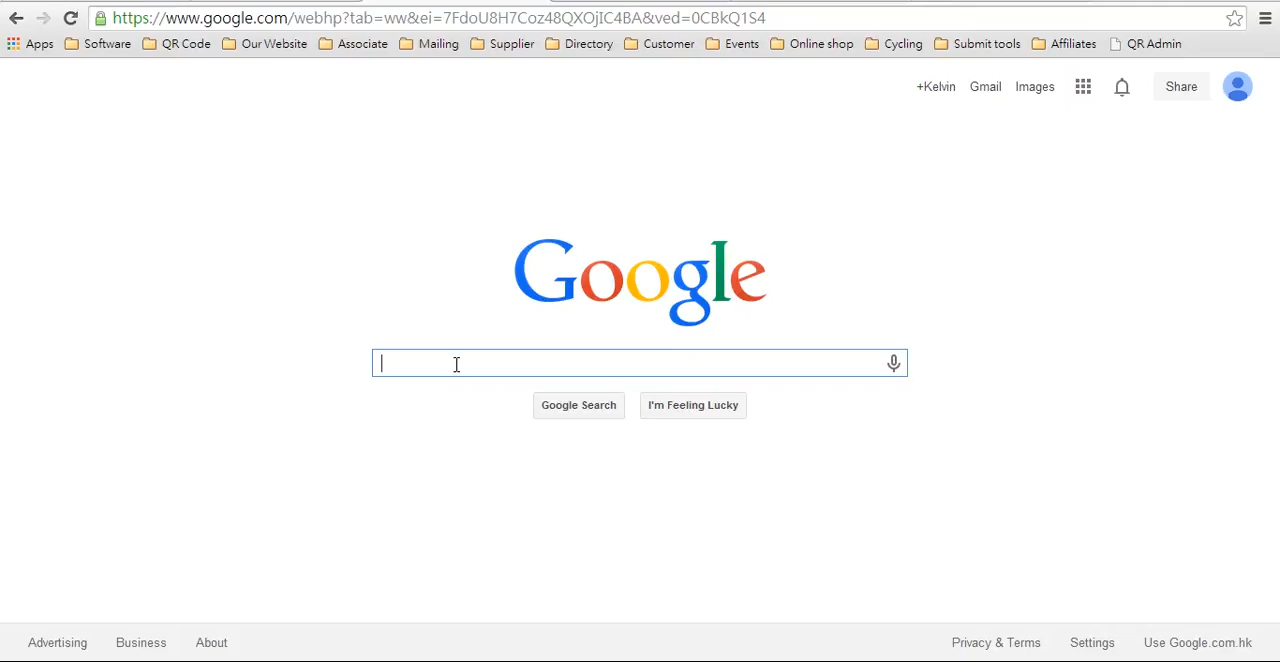 https://www.google.com/webhp?tab=ww&ei=7FdoU8H7Coz48QXOjIC4BA&ved=0CBkQ1S4
Apps Software QR Code Our Website Associate Mailing Supplier Directory Customer Events Online shop Cycling Submit tools Affiliates QR Admin
+Kelvin Gmail Images Share
Google
Google Search I'm Feeling Lucky
Advertising Business About Privacy & Terms Settings Use Google.com.hk